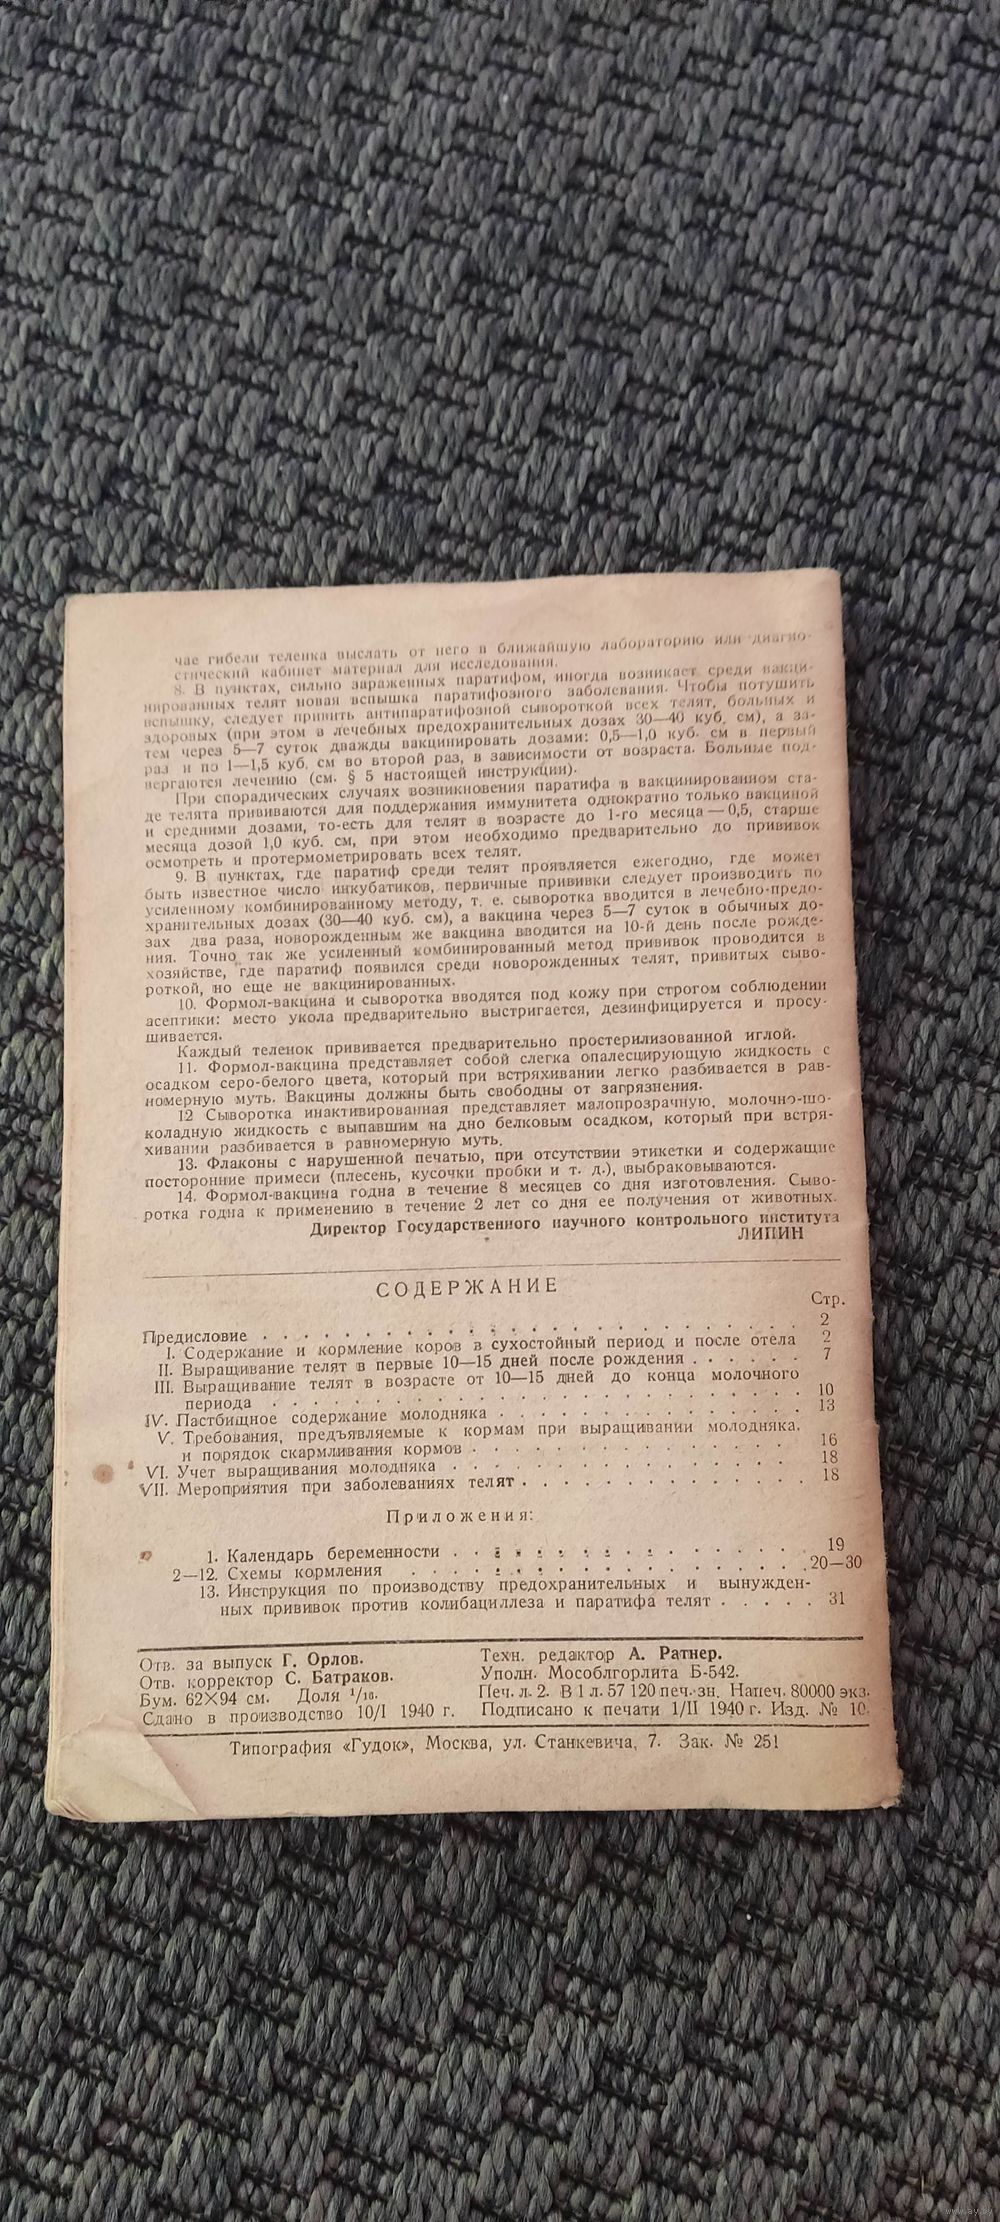 чае гибели теленка выслать от него в ближайшую лабораторию или диагно-
стический кабинет материал для исследования.
8. В пунктах, сильно зараженных паратифом, иногда возникает среди вакци-
нированных телят новая вспышка паратифозного заболевания. Чтобы потушить
вспышку, следует привить антипаратифозной сывороткой всех телят, больных и
здоровых (при этом в лечебных предохранительных дозах 30—40 куб. см), а за-
тем через 5—7 суток дважды вакцинировать дозами: 0,5—1,0 куб. см в первый
раз и по 1—1,5 куб. см во второй раз, в зависимости от возраста. Больные под-
вергаются лечению (см. § 5 настоящей инструкции).
При спорадических случаях возникновения паратифа в вакцинированном ста-
де телята прививаются для поддержания иммунитета однократно только вакциной
и средними дозами, то-есть для телят в возрасте до 1-го месяца — 0,5, старше
месяца дозой 1,0 куб. см, при этом необходимо предварительно до прививок
осмотреть и протермометрировать всех телят.
9. В пунктах, где паратиф среди телят проявляется ежегодно, где может
быть известное число инкубатиков, первичные прививки следует производить по
усиленному комбинированному методу, т. е. сыворотка вводится в лечебно-предо-
хранительных дозах (30—40 куб. см), а вакцина через 5—7 суток в обычных до-
зах два раза, новорожденным же вакцина вводится на 10-й день после рожде-
ния. Точно так же усиленный комбинированный метод прививок проводится в
хозяйстве, где паратиф появился среди новорожденных телят, привитых сыво-
роткой, но еще не вакцинированных.
10. Формол-вакцина и сыворотка вводятся под кожу при строгом соблюдении
асептики: место укола предварительно выстригается, дезинфицируется и просу-
шивается.
Каждый теленок прививается предварительно простерилизованной иглой.
11. Формол-вакцина представляет собой слегка опалесцирующую жидкость с
осадком серо-белого цвета, который при встряхивании легко разбивается в рав-
номерную муть. Вакцины должны быть свободны от загрязнения.
12 Сыворотка инактивированная представляет малопрозрачную, молочно-шо-
коладную жидкость с выпавшим на дно белковым осадком, который при встря-
хивании разбивается в равномерную муть.
13. Флаконы с нарушенной печатью, при отсутствии этикетки и содержащие
посторонние примеси (плесень, кусочки пробки и т. д.), выбраковываются.
14. Формол-вакцина годна в течение 8 месяцев со дня изготовления. Сыво-
ротка годна к применению в течение 2 лет со дня ее получения от животных.
Директор Государственного научного контрольного института
ЛИПИН
СОДЕРЖАНИЕ
Стр.
Предисловие . . . . . . . . . . . . . . . . . . . . 2
I. Содержание и кормление коров в сухостойный период и после отела 2
II. Выращивание телят в первые 10—15 дней после рождения . . . . . . 7
III. Выращивание телят в возрасте от 10—15 дней до конца молочного
периода . . . . . . . . . . . . . . . . . . . . 10
IV. Пастбищное содержание молодняка . . . . . . . . . . . . 13
V. Требования, предъявляемые к кормам при выращивании молодняка,
и порядок скармливания кормов . . . . . . . . . . . . 16
VI. Учет выращивания молодняка . . . . . . . . . . . . . 18
VII. Мероприятия при заболеваниях телят . . . . . . . . . . . 18
Приложения:
1. Календарь беременности . . . . . . . . . . . . . . 19
2—12. Схемы кормления . . . . . . . . . . . . . . . 20—30
13. Инструкция по производству предохранительных и вынужден-
ных прививок против колибациллеза и паратифа телят . . . . . 31
Отв. за выпуск Г. Орлов. Техн. редактор А. Ратнер.
Отв. корректор С. Батраков. Уполн. Мособлгорлита Б-542.
Бум. 62×94 см. Доля 1/16. Печ. л. 2. В 1 л. 57 120 печ. зн. Напеч. 80000 экз.
Сдано в производство 10/I 1940 г. Подписано к печати 1/II 1940 г. Изд. № 10.
Типография «Гудок», Москва, ул. Станкевича, 7. Зак. № 251
www.ay.by